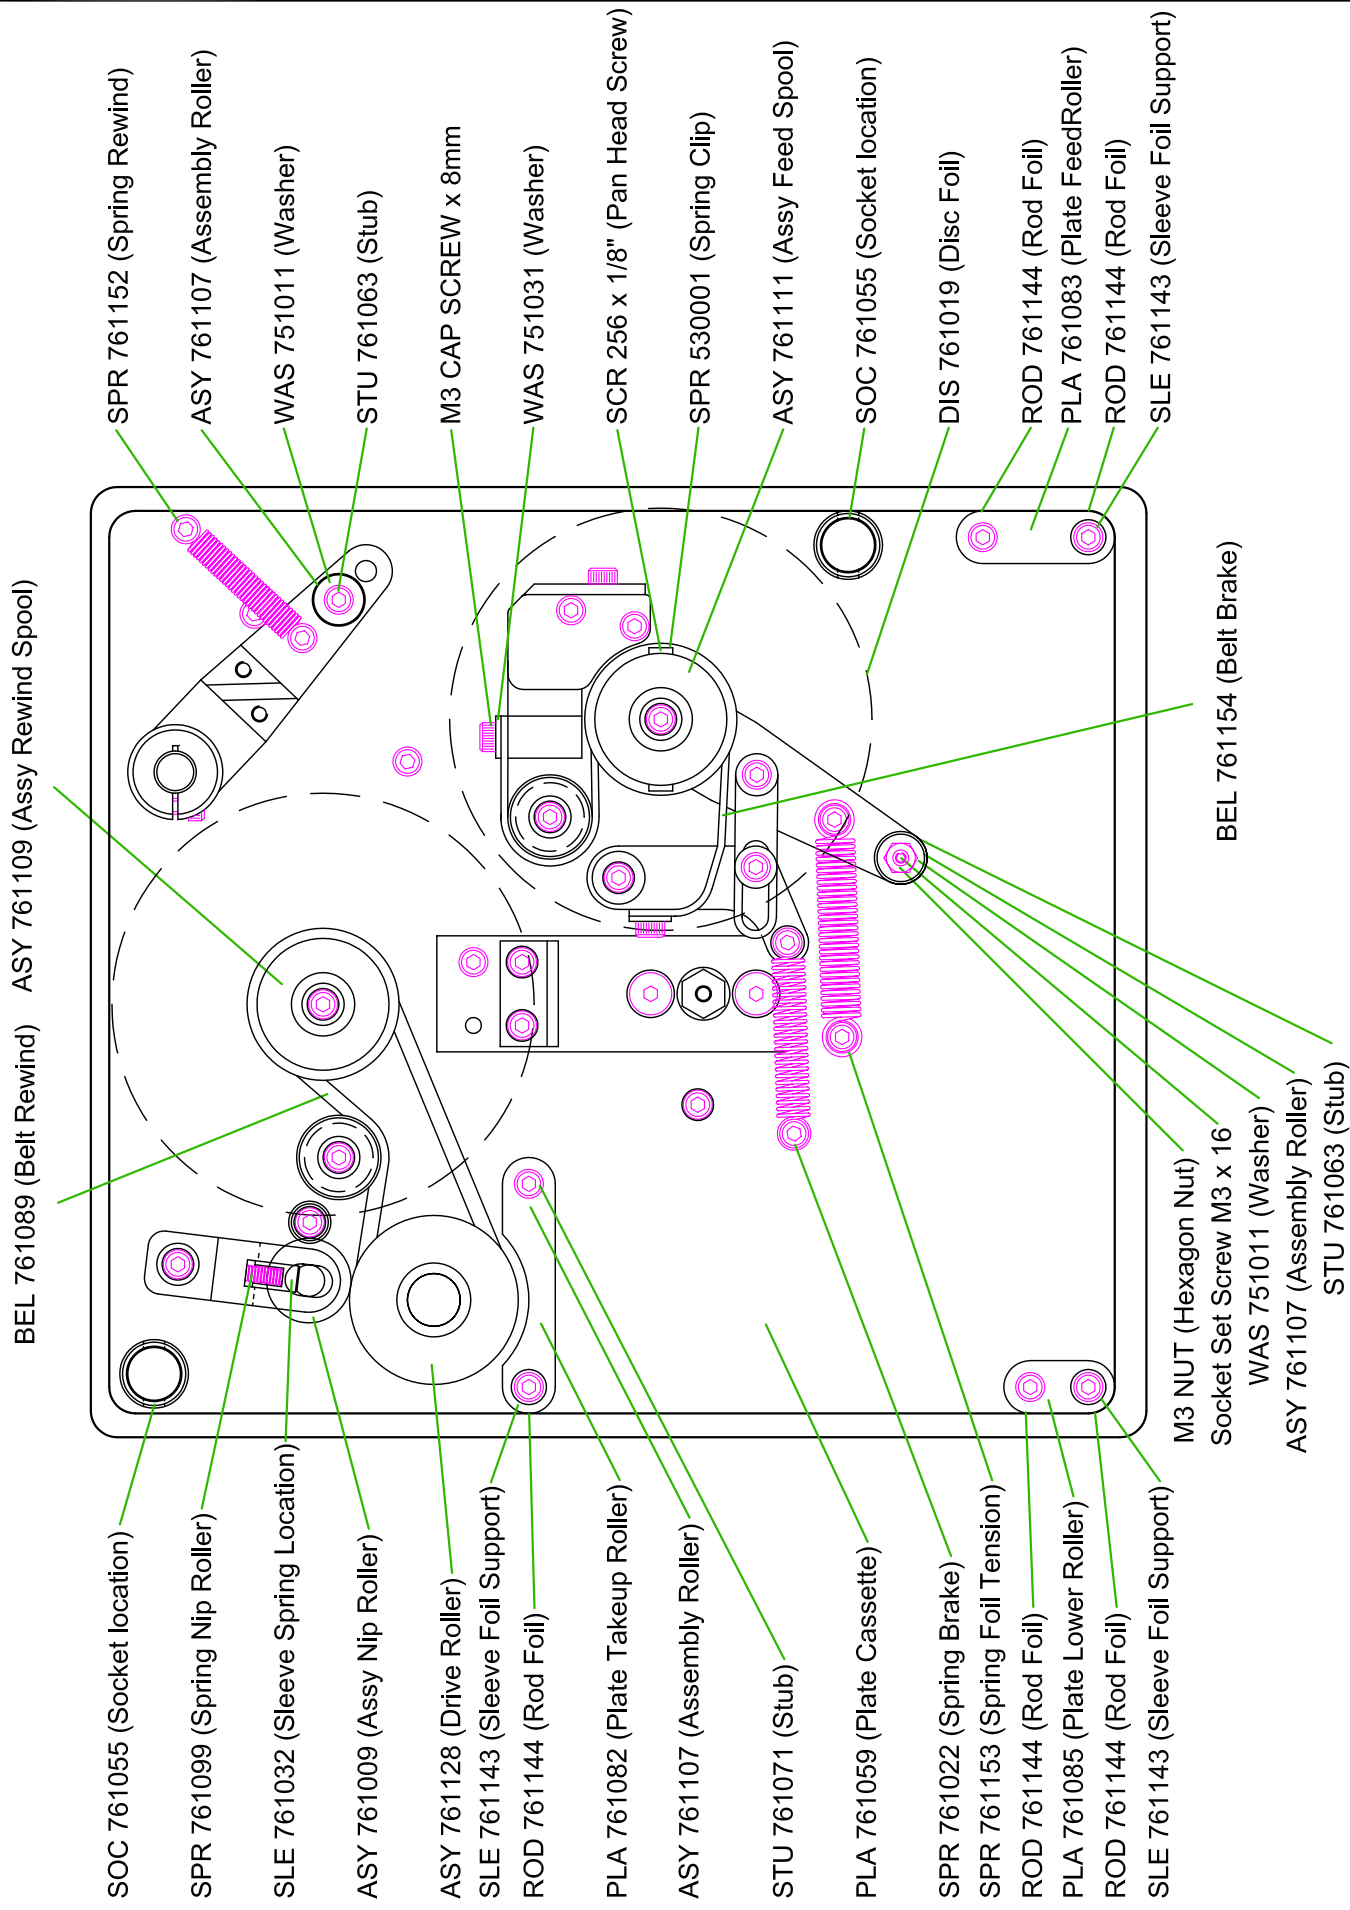 SPR 761152 (Spring Rewind)
ASY 761107 (Assembly Roller)
WAS 751011 (Washer)
STU 761063 (Stub)
M3 CAP SCREW x 8mm
WAS 751031 (Washer)
SCR 256 x 1/8" (Pan Head Screw)
SPR 530001 (Spring Clip)
ASY 761111 (Assy Feed Spool)
SOC 761055 (Socket location)
DIS 761019 (Disc Foil)
ROD 761144 (Rod Foil)
PLA 761083 (Plate FeedRoller)
ROD 761144 (Rod Foil)
SLE 761143 (Sleeve Foil Support)
ASY 761109 (Assy Rewind Spool)
BEL 761089 (Belt Rewind)
BEL 761154 (Belt Brake)
M3 NUT (Hexagon Nut)
Socket Set Screw M3 x 16
WAS 751011 (Washer)
ASY 761107 (Assembly Roller)
STU 761063 (Stub)
SOC 761055 (Socket location)
SPR 761099 (Spring Nip Roller)
SLE 761032 (Sleeve Spring Location)
ASY 761009 (Assy Nip Roller)
ASY 761128 (Drive Roller)
SLE 761143 (Sleeve Foil Support)
ROD 761144 (Rod Foil)
PLA 761082 (Plate Takeup Roller)
ASY 761107 (Assembly Roller)
STU 761071 (Stub)
PLA 761059 (Plate Cassette)
SPR 761022 (Spring Brake)
SPR 761153 (Spring Foil Tension)
ROD 761144 (Rod Foil)
PLA 761085 (Plate Lower Roller)
ROD 761144 (Rod Foil)
SLE 761143 (Sleeve Foil Support)